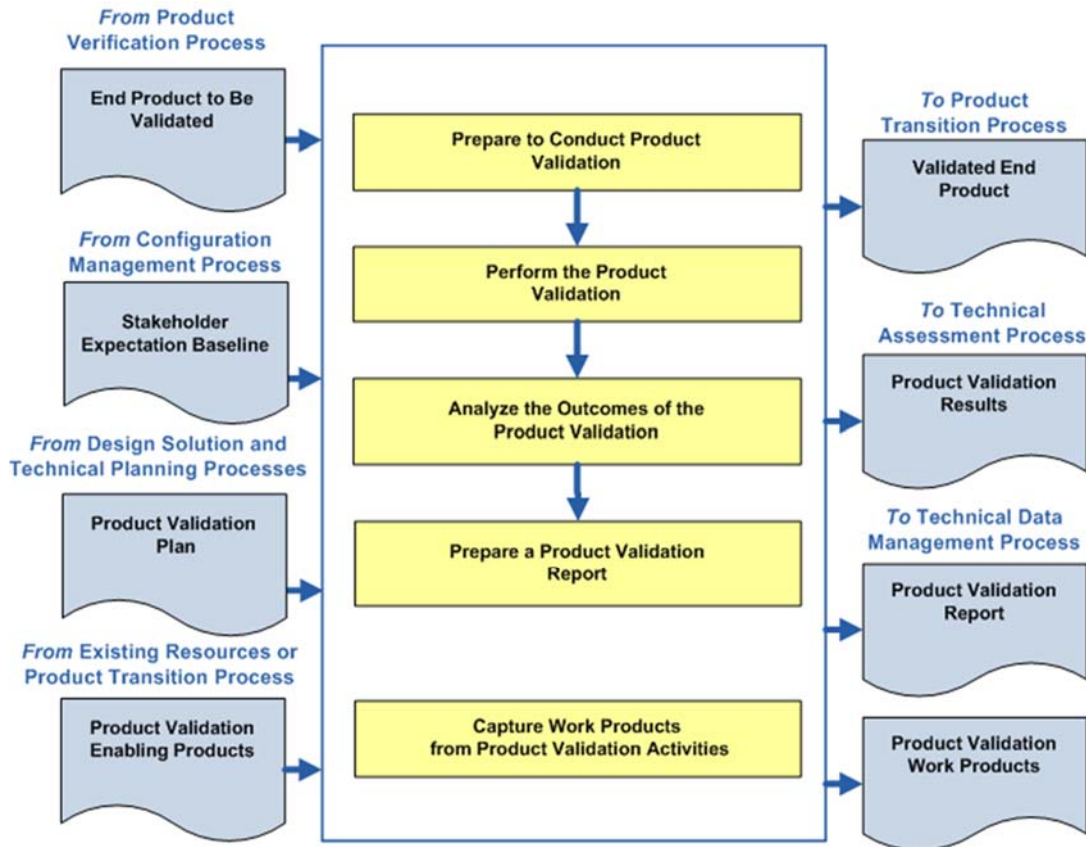 From Product
Verification Process
End Product to Be
Validated
From Configuration
Management Process
Stakeholder
Expectation Baseline
From Design Solution and
Technical Planning Processes
Product Validation
Plan
From Existing Resources or
Product Transition Process
Product Validation
Enabling Products
Prepare to Conduct Product
Validation
Perform the Product
Validation
Analyze the Outcomes of the
Product Validation
Prepare a Product Validation
Report
Capture Work Products
from Product Validation Activities
To Product
Transition Process
Validated End
Product
To Technical
Assessment Process
Product Validation
Results
To Technical Data
Management Process
Product Validation
Report
Product Validation
Work Products